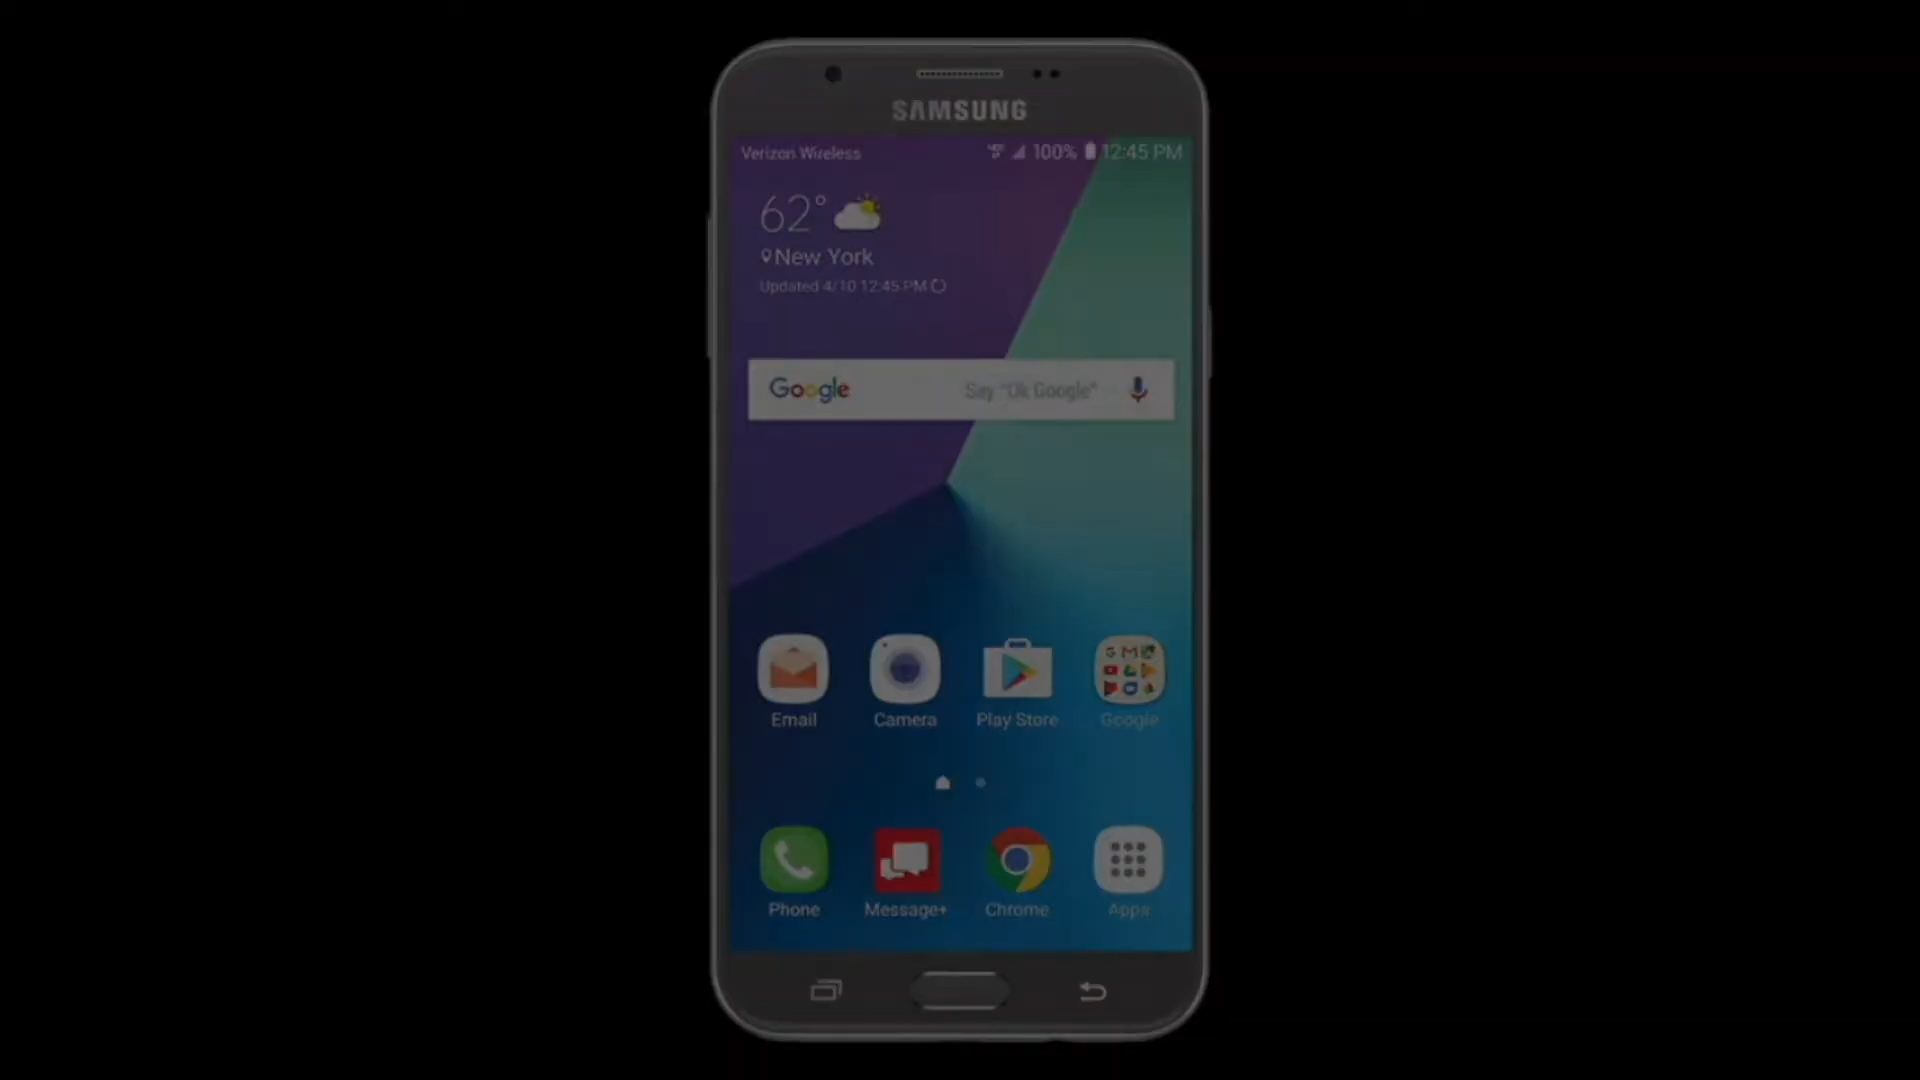 SAMSUNG
Verizon Wireless 100% 12:45 PM
62°
New York
Updated 4/10 12:45 PM
Google Say "Ok Google"
Email Camera Play Store Google
Phone Message+ Chrome Apps